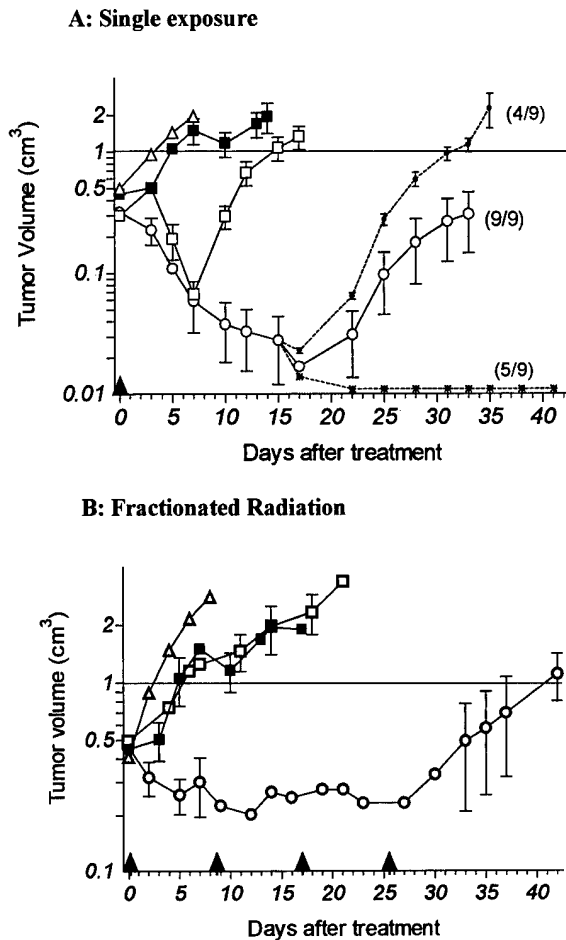 A: Single exposure
Tumor Volume (cm³)
2
1
0.5
0.1
0.01
(4/9)
(9/9)
(5/9)
0 5 10 15 20 25 30 35 40
Days after treatment
B: Fractionated Radiation
Tumor volume (cm³)
2
1
0.5
0.1
0 5 10 15 20 25 30 35 40
Days after treatment